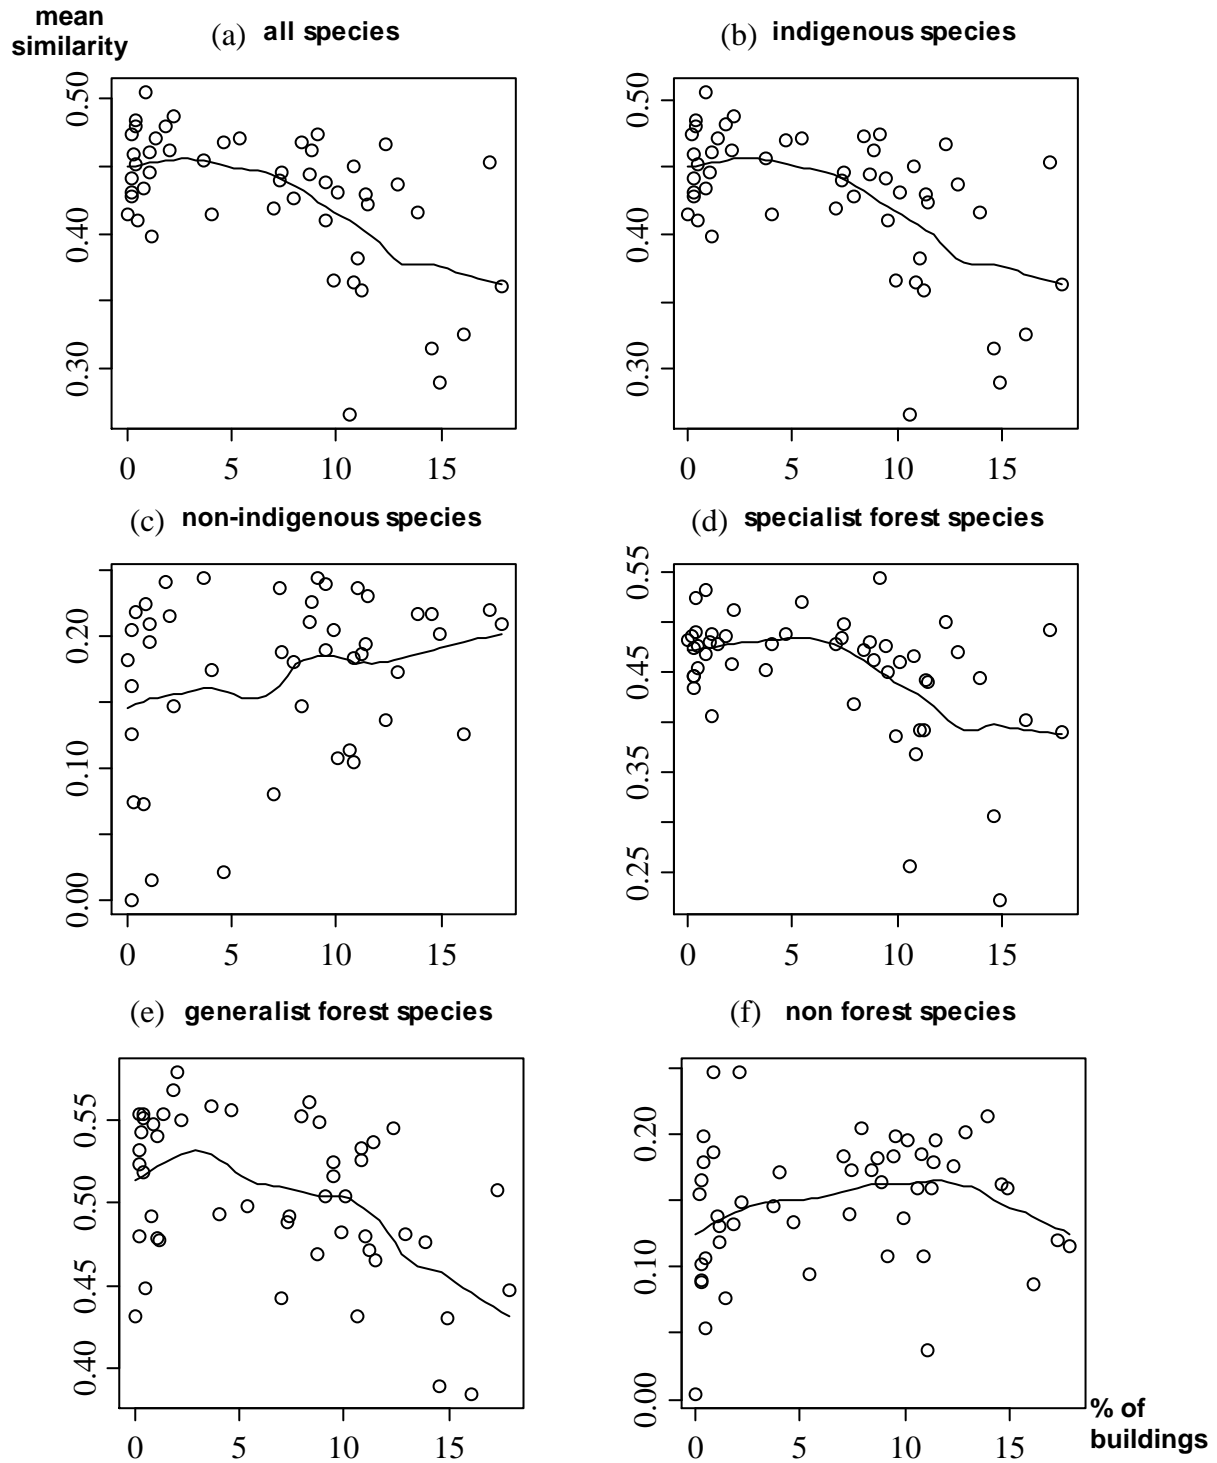 mean
similarity
(a) all species
(b) indigenous species
0.50
0.40
0.30
0 5 10 15
0.50
0.40
0.30
0 5 10 15
(c) non-indigenous species
(d) specialist forest species
0.20
0.10
0.00
0 5 10 15
0.55
0.45
0.35
0.25
0 5 10 15
(e) generalist forest species
(f) non forest species
0.55
0.50
0.45
0.40
0 5 10 15
0.20
0.10
0.00
0 5 10 15
% of
buildings